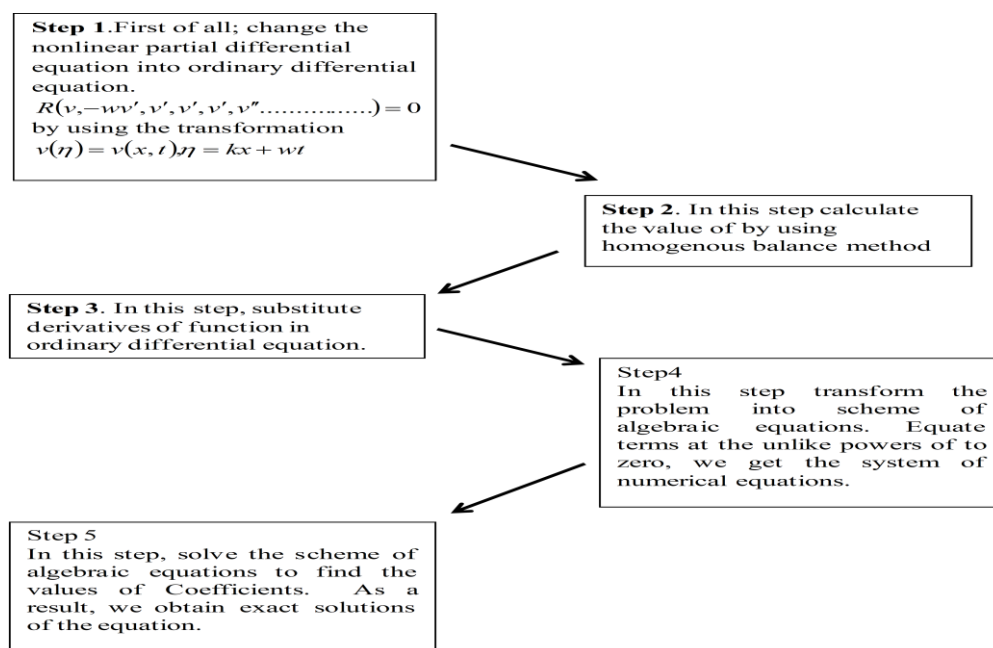 Step 1.First of all; change the
nonlinear partial differential
equation into ordinary differential
equation.
R(v,−wv′,v′,v′,v′,v″................)=0
by using the transformation
v(η)=v(x,t),η=kx+wt
Step 2. In this step calculate
the value of by using
homogenous balance method
Step 3. In this step, substitute
derivatives of function in
ordinary differential equation.
Step4
In this step transform the
problem into scheme of
algebraic equations. Equate
terms at the unlike powers of to
zero, we get the system of
numerical equations.
Step 5
In this step, solve the scheme of
algebraic equations to find the
values of Coefficients. As a
result, we obtain exact solutions
of the equation.